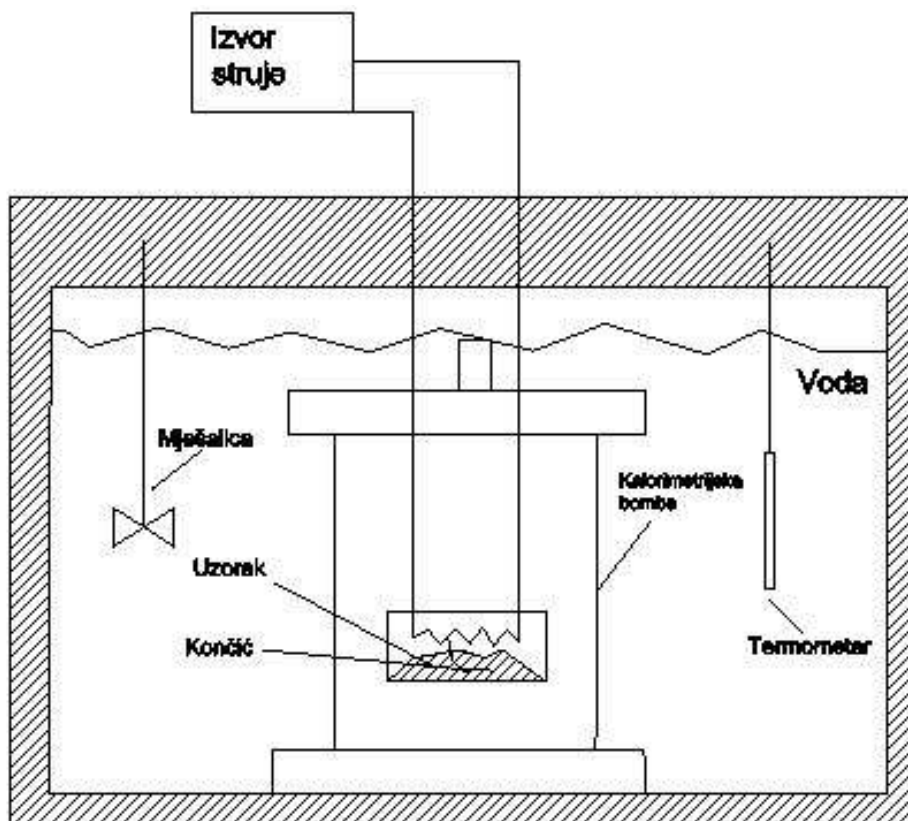 Izvor
struje
Voda
Mješalica
Kalorimetrijska
bomba
Uzorak
Končić
Termometar